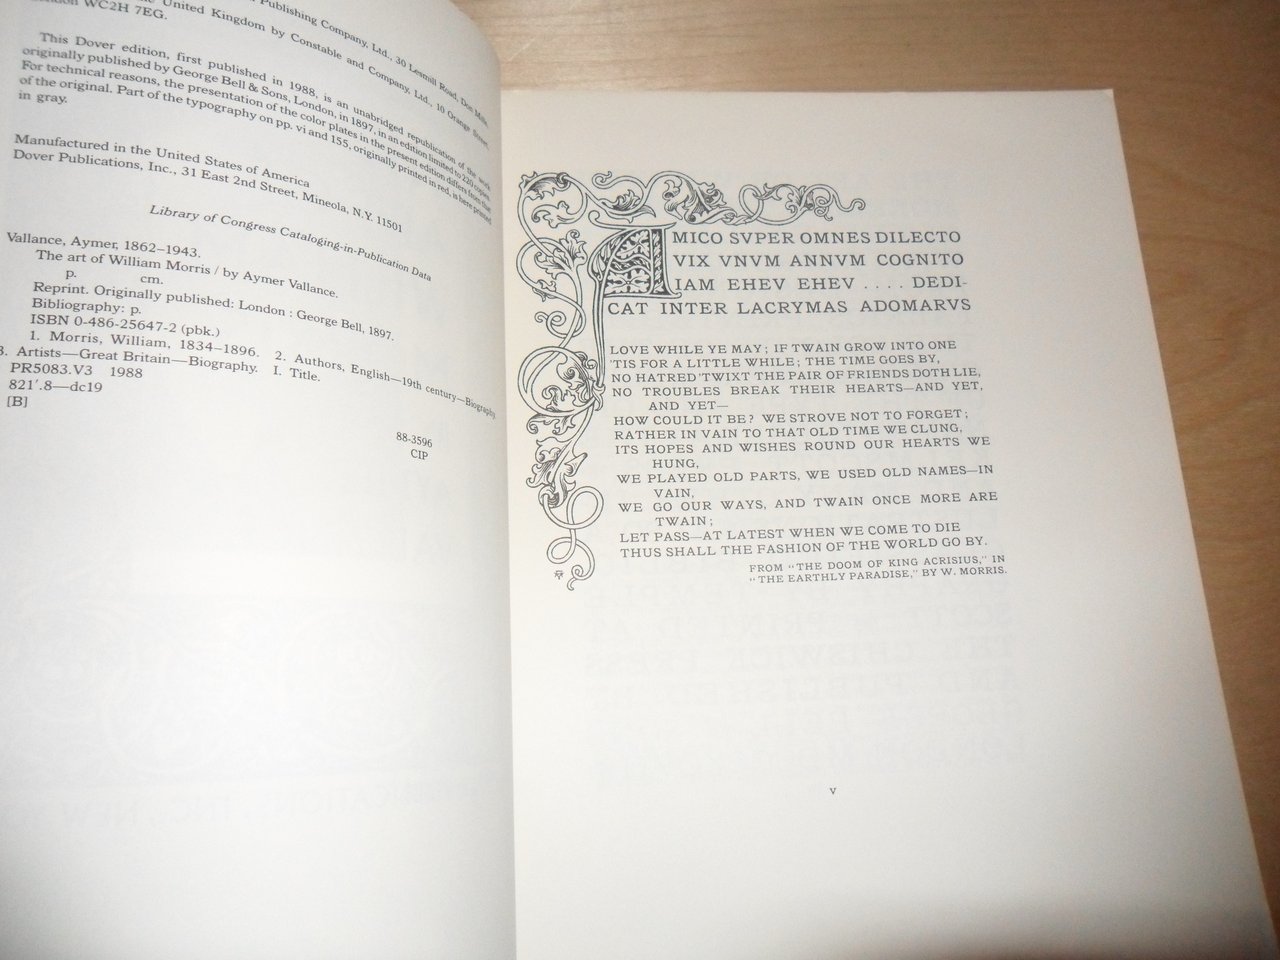 Publishing Company, Ltd., 30 Lesmill Road, Don Mills,
United Kingdom by Constable and Company, Ltd., 10 Orange Street,
WC2H 7EG.
This Dover edition, first published in 1988, is an unabridged republication of the work
originally published by George Bell & Sons, London, in 1897, in an edition limited to 220 copies.
For technical reasons, the presentation of the color plates in the present edition differs from that
of the original. Part of the typography on pp. vi and 155, originally printed in red, is here printed
in gray.
Manufactured in the United States of America
Dover Publications, Inc., 31 East 2nd Street, Mineola, N.Y. 11501
Library of Congress Cataloging-in-Publication Data
Vallance, Aymer, 1862–1943.
The art of William Morris / by Aymer Vallance.
p. cm.
Reprint. Originally published: London : George Bell, 1897.
Bibliography: p.
ISBN 0-486-25647-2 (pbk.)
1. Morris, William, 1834–1896. 2. Authors, English—19th century—Biography.
3. Artists—Great Britain—Biography. I. Title.
PR5083.V3 1988
821'.8—dc19
[B]
88-3596
CIP
AMICO SVPER OMNES DILECTO
VIX VNVM ANNVM COGNITO
IAM EHEV EHEV .... DEDI-
CAT INTER LACRYMAS ADOMARVS
LOVE WHILE YE MAY; IF TWAIN GROW INTO ONE
'TIS FOR A LITTLE WHILE; THE TIME GOES BY,
NO HATRED 'TWIXT THE PAIR OF FRIENDS DOTH LIE,
NO TROUBLES BREAK THEIR HEARTS—AND YET,
AND YET—
HOW COULD IT BE? WE STROVE NOT TO FORGET;
RATHER IN VAIN TO THAT OLD TIME WE CLUNG,
ITS HOPES AND WISHES ROUND OUR HEARTS WE
HUNG,
WE PLAYED OLD PARTS, WE USED OLD NAMES—IN
VAIN,
WE GO OUR WAYS, AND TWAIN ONCE MORE ARE
TWAIN;
LET PASS—AT LATEST WHEN WE COME TO DIE
THUS SHALL THE FASHION OF THE WORLD GO BY.
FROM "THE DOOM OF KING ACRISIUS," IN
"THE EARTHLY PARADISE," BY W. MORRIS.
v